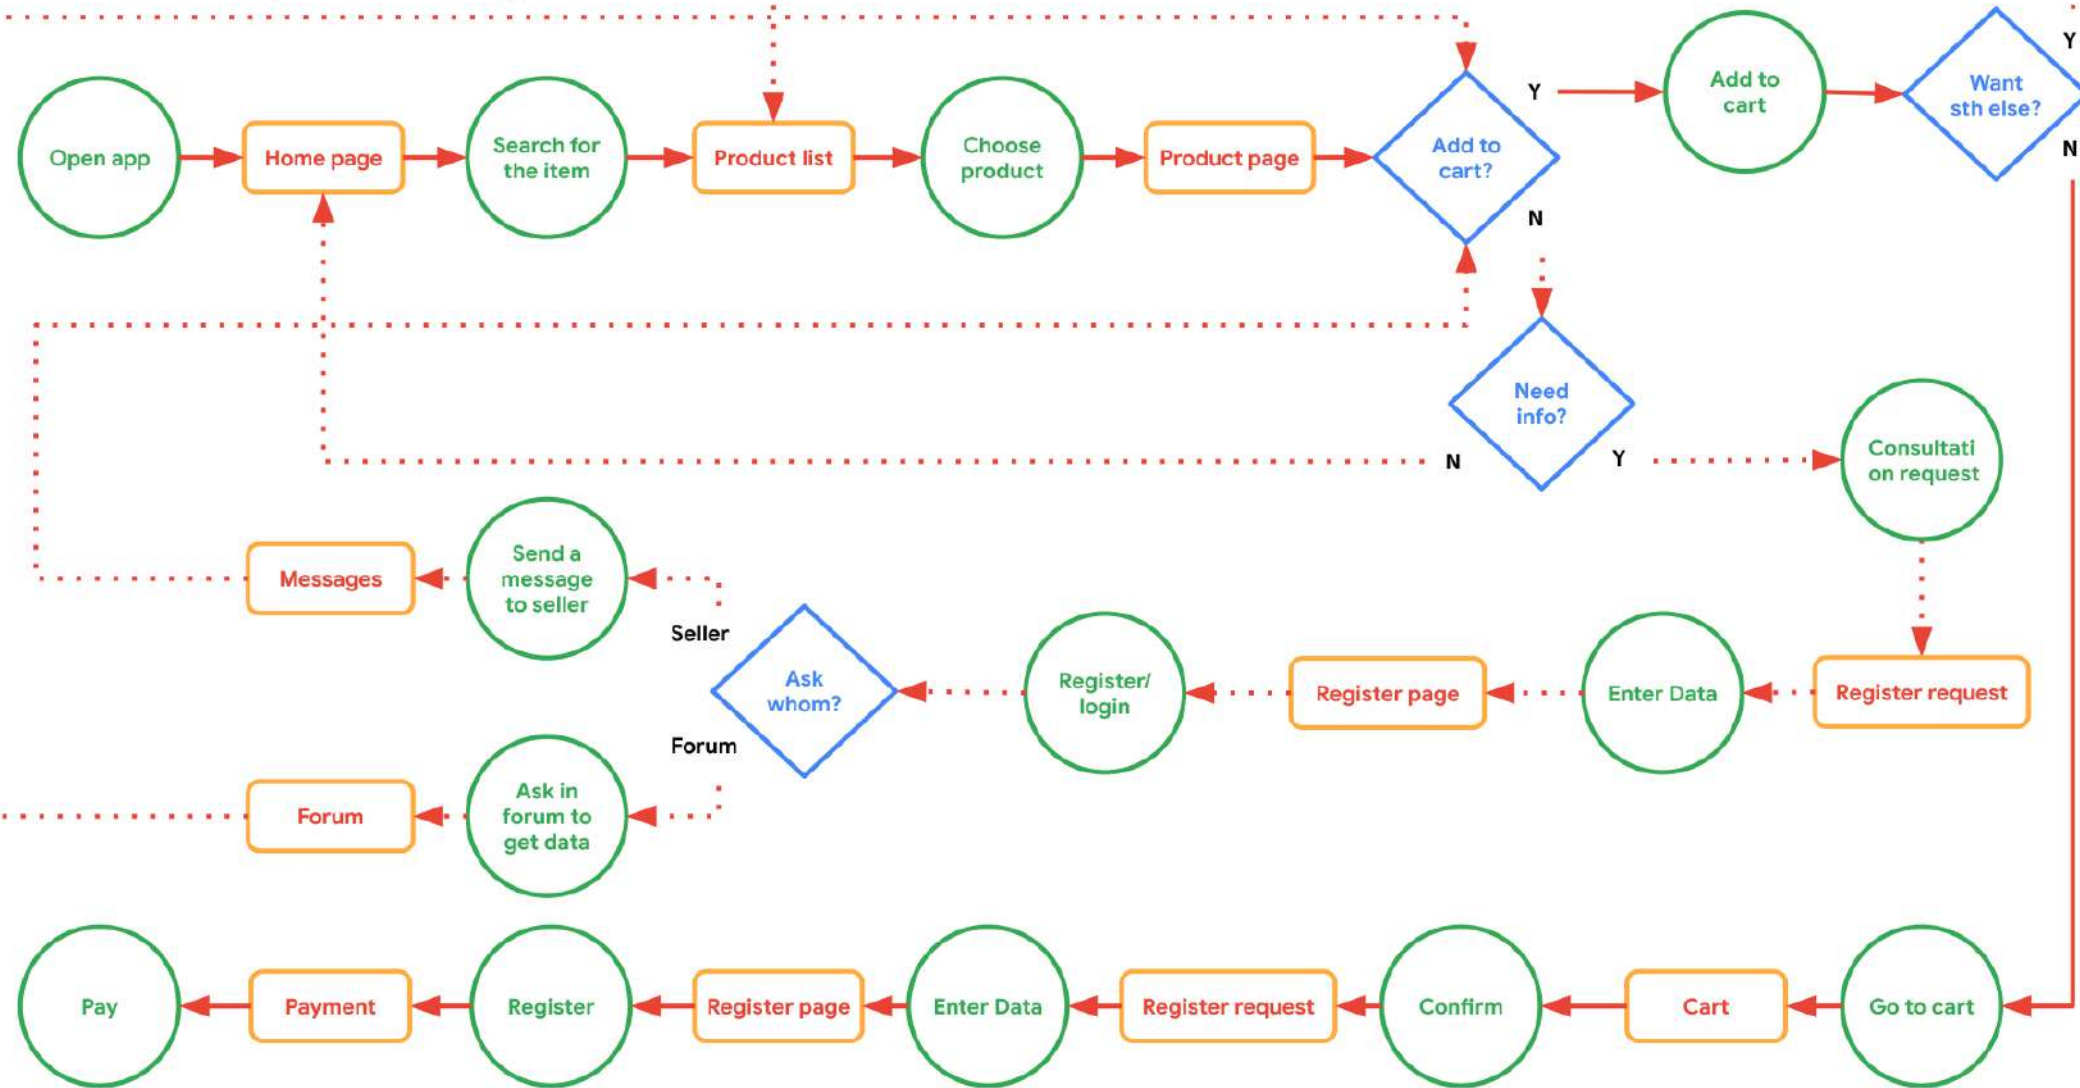 Y
Open app
Home page
Search for
the item
Product list
Choose
product
Product page
Add to
cart?
Y
Add to
cart
Want
sth else?
N
N
Need
info?
N
Y
Consultati
on request
Messages
Send a
message
to seller
Seller
Ask
whom?
Register/
login
Register page
Enter Data
Register request
Forum
Forum
Ask in
forum to
get data
Pay
Payment
Register
Register page
Enter Data
Register request
Confirm
Cart
Go to cart